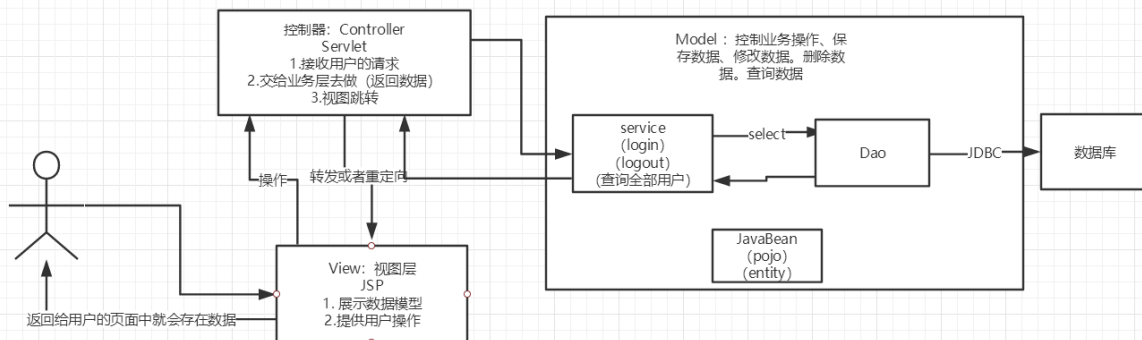 控制器：Controller
Servlet
1.接收用户的请求
2.交给业务层去做（返回数据）
3.视图跳转
Model ：控制业务操作、保
存数据、修改数据。删除数
据。查询数据
service
（login）
（logout）
（查询全部用户）
select
Dao
JDBC
数据库
操作
转发或者重定向
JavaBean
（pojo）
（entity）
View：视图层
JSP
1. 展示数据模型
2.提供用户操作
返回给用户的页面中就会存在数据